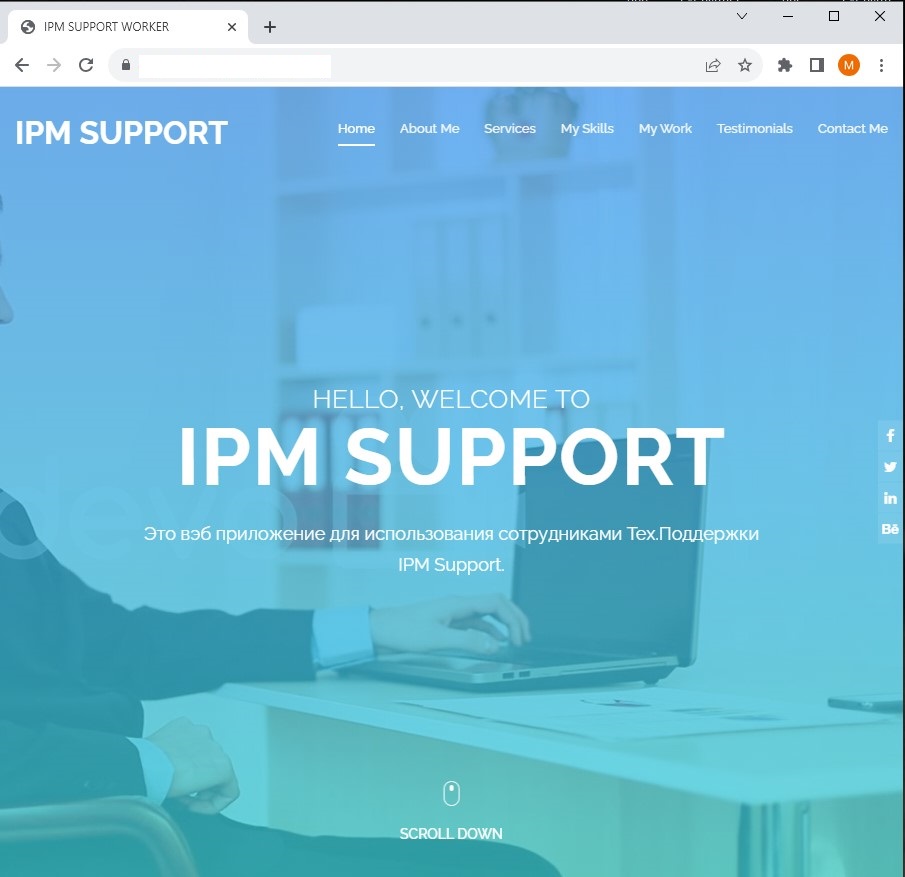 IPM SUPPORT WORKER
M
IPM SUPPORT
Home About Me Services My Skills My Work Testimonials Contact Me
HELLO, WELCOME TO
IPM SUPPORT
Это вэб приложение для использования сотрудниками Тех.Поддержки
IPM Support.
Bē
SCROLL DOWN